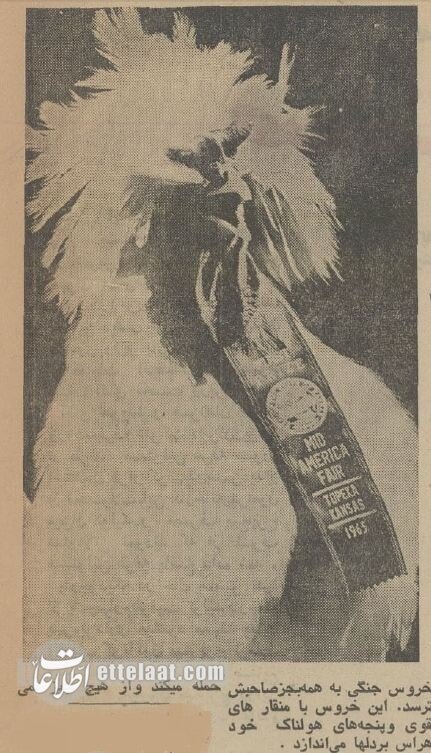 MID
AMERICA
FAIR
TOPEKA
KANSAS
1965
اطلاعات ettelaat.com
خروس جنگی به همه‌بجز‌صاحبش حمله میکند و از هیچ
ترسد. این خروس با منقار های
قوی وپنجه‌های هولناک خود
هراس بردلها می‌اندازد .